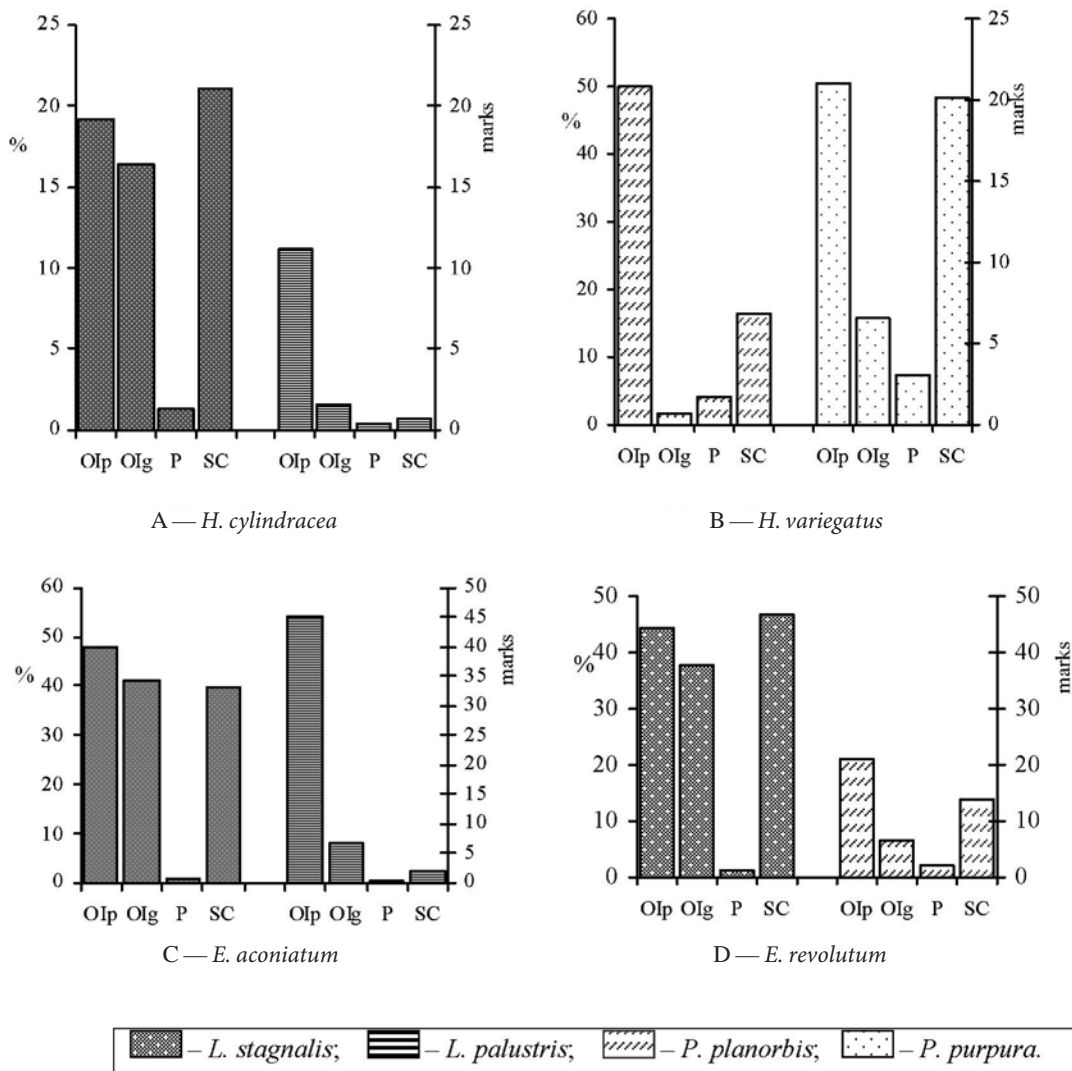 25 25
20 20
% marks
15 15
10 10
5 5
0 0
OIp OIg P SC OIp OIg P SC
A — H. cylindracea
60 25
50 20
% marks
40 15
30
20 10
10 5
0 0
OIp OIg P SC OIp OIg P SC
B — H. variegatus
60 50
50 45
40
% marks
40 35
30 30
25
20 20
15
10 10
5
0 0
OIp OIg P SC OIp OIg P SC
C — E. aconiatum
50 50
40 40
% marks
30 30
20 20
10 10
0 0
OIp OIg P SC OIp OIg P SC
D — E. revolutum
– L. stagnalis; – L. palustris; – P. planorbis; – P. purpura.